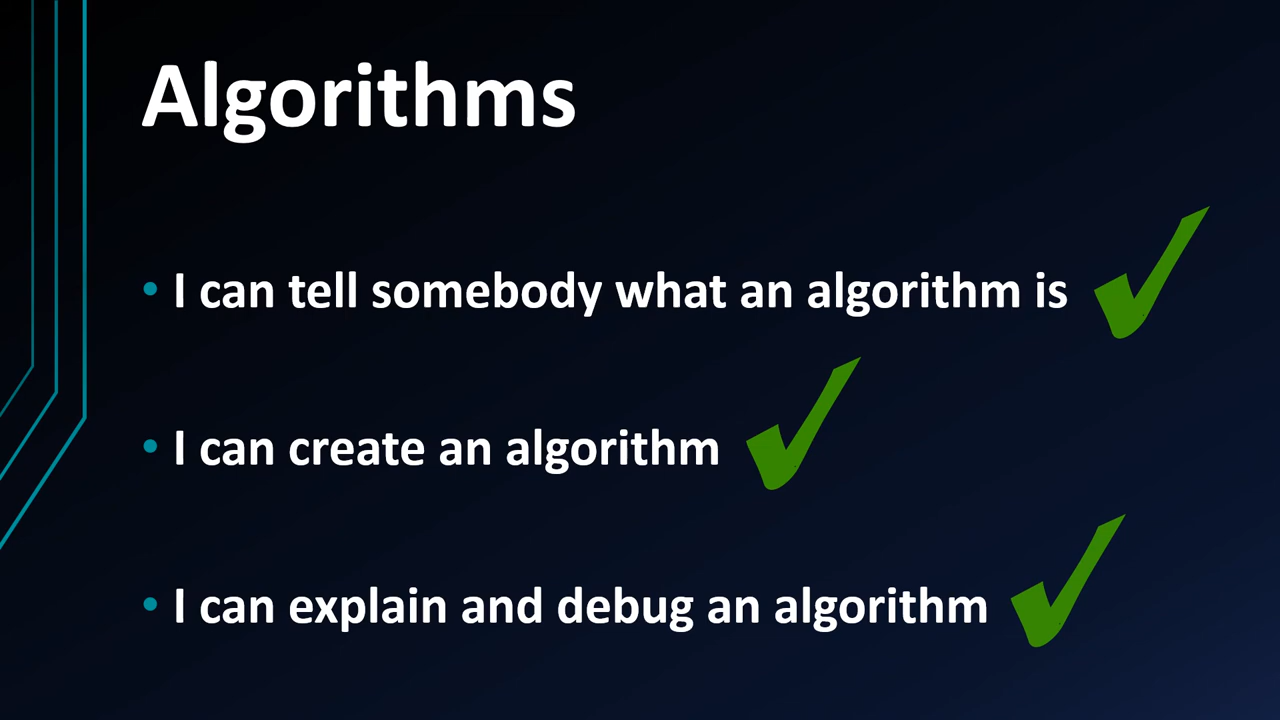 Algorithms
• I can tell somebody what an algorithm is
• I can create an algorithm
• I can explain and debug an algorithm